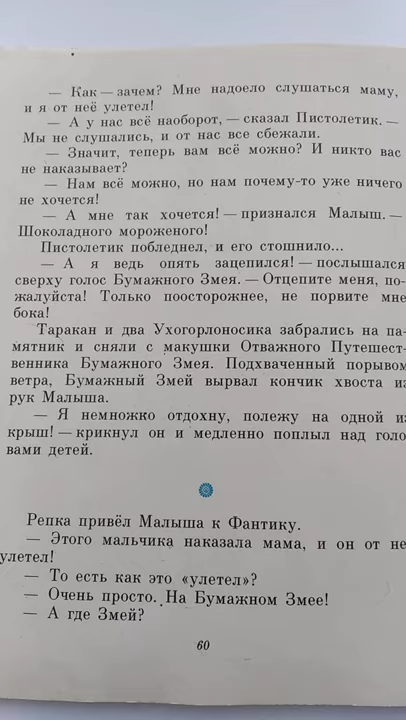 — Как — зачем? Мне надоело слушаться маму,
и я от неё улетел!
— А у нас всё наоборот, — сказал Пистолетик. —
Мы не слушались, и от нас все сбежали.
— Значит, теперь вам всё можно? И никто вас
не наказывает?
— Нам всё можно, но нам почему-то уже ничего
не хочется!
— А мне так хочется! — признался Малыш. —
Шоколадного мороженого!
Пистолетик побледнел, и его стошнило...
— А я ведь опять зацепился! — послышался
сверху голос Бумажного Змея. — Отцепите меня, по-
жалуйста! Только поосторожнее, не порвите мне
бока!
Таракан и два Ухогорлоносика забрались на па-
мятник и сняли с макушки Отважного Путешест-
венника Бумажного Змея. Подхваченный порывом
ветра, Бумажный Змей вырвал кончик хвоста из
рук Малыша.
— Я немножко отдохну, полежу на одной из
крыш! — крикнул он и медленно поплыл над голо-
вами детей.
Репка привёл Малыша к Фантику.
— Этого мальчика наказала мама, и он от не
улетел!
— То есть как это «улетел»?
— Очень просто. На Бумажном Змее!
— А где Змей?
60